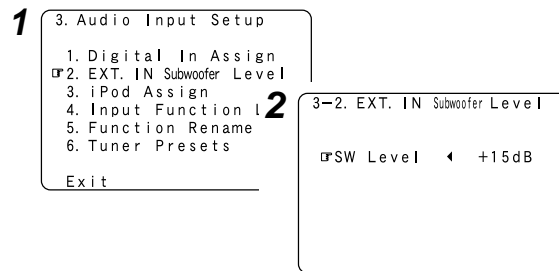 1
3. Audio Input Setup
1. Digital In Assign
☞2. EXT. IN Subwoofer Level
3. iPod Assign
4. Input Function
5. Function Rename
6. Tuner Presets
Exit
2
3-2. EXT. IN Subwoofer Level
☞SW Level ◀ +15dB